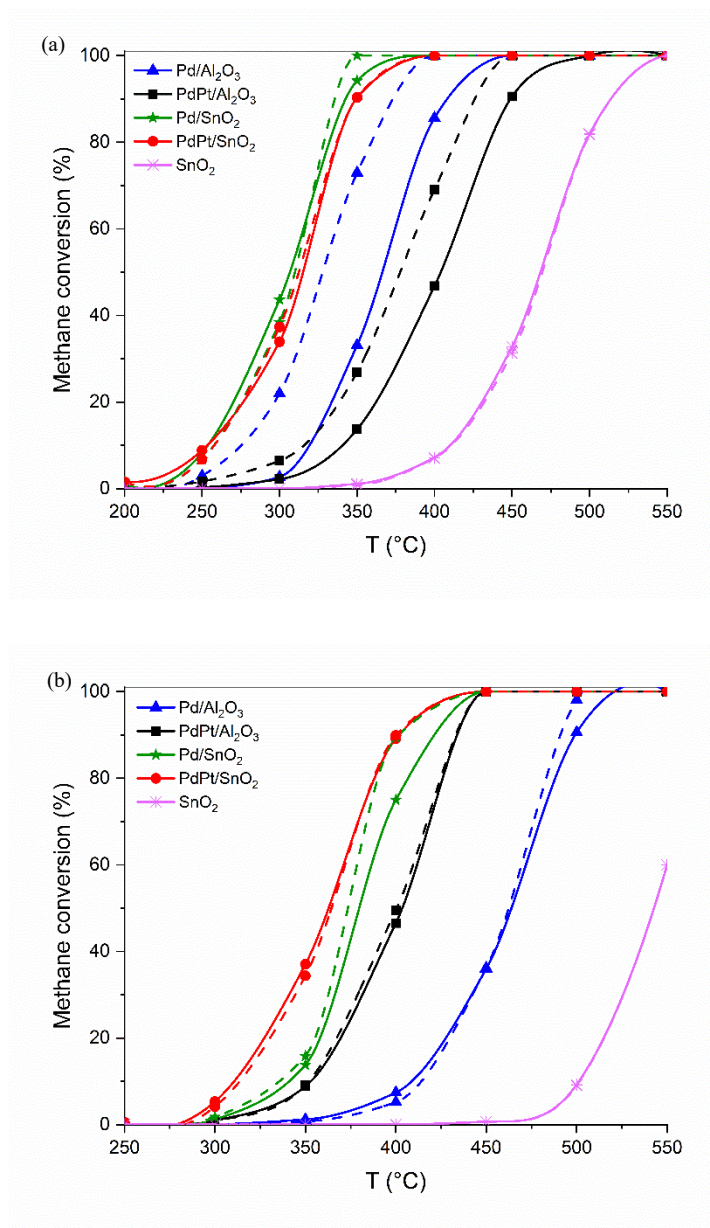 (a)
Methane conversion (%)
100
80
60
40
20
0
Pd/Al₂O₃
PdPt/Al₂O₃
Pd/SnO₂
PdPt/SnO₂
SnO₂
200 250 300 350 400 450 500 550
T (°C)
(b)
Methane conversion (%)
100
80
60
40
20
0
Pd/Al₂O₃
PdPt/Al₂O₃
Pd/SnO₂
PdPt/SnO₂
SnO₂
250 300 350 400 450 500 550
T (°C)